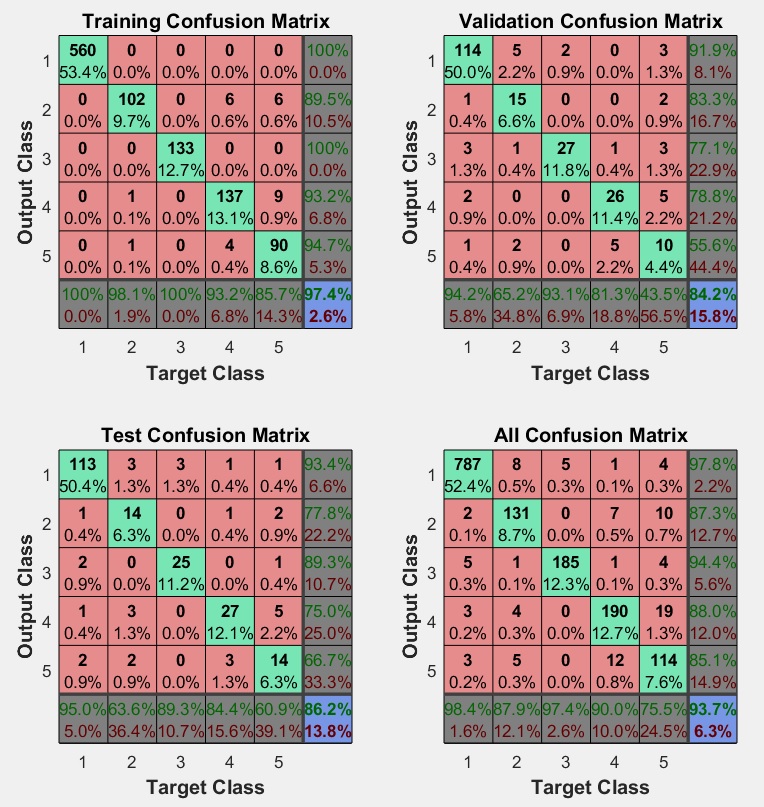 Training Confusion Matrix
560 0 0 0 0 100%
1
53.4% 0.0% 0.0% 0.0% 0.0% 0.0%
0 102 0 6 6 89.5%
2
0.0% 9.7% 0.0% 0.6% 0.6% 10.5%
0 0 133 0 0 100%
3
0.0% 0.0% 12.7% 0.0% 0.0% 0.0%
0 1 0 137 9 93.2%
4
0.0% 0.1% 0.0% 13.1% 0.9% 6.8%
0 1 0 4 90 94.7%
5
0.0% 0.1% 0.0% 0.4% 8.6% 5.3%
100% 98.1% 100% 93.2% 85.7% 97.4%
0.0% 1.9% 0.0% 6.8% 14.3% 2.6%
1 2 3 4 5
Target Class
Output Class
Validation Confusion Matrix
114 5 2 0 3 91.9%
1
50.0% 2.2% 0.9% 0.0% 1.3% 8.1%
1 15 0 0 2 83.3%
2
0.4% 6.6% 0.0% 0.0% 0.9% 16.7%
3 1 27 1 3 77.1%
3
1.3% 0.4% 11.8% 0.4% 1.3% 22.9%
2 0 0 26 5 78.8%
4
0.9% 0.0% 0.0% 11.4% 2.2% 21.2%
1 2 0 5 10 55.6%
5
0.4% 0.9% 0.0% 2.2% 4.4% 44.4%
94.2% 65.2% 93.1% 81.3% 43.5% 84.2%
5.8% 34.8% 6.9% 18.8% 56.5% 15.8%
1 2 3 4 5
Target Class
Output Class
Test Confusion Matrix
113 3 3 1 1 93.4%
1
50.4% 1.3% 1.3% 0.4% 0.4% 6.6%
1 14 0 1 2 77.8%
2
0.4% 6.3% 0.0% 0.4% 0.9% 22.2%
2 0 25 0 1 89.3%
3
0.9% 0.0% 11.2% 0.0% 0.4% 10.7%
1 3 0 27 5 75.0%
4
0.4% 1.3% 0.0% 12.1% 2.2% 25.0%
2 2 0 3 14 66.7%
5
0.9% 0.9% 0.0% 1.3% 6.3% 33.3%
95.0% 63.6% 89.3% 84.4% 60.9% 86.2%
5.0% 36.4% 10.7% 15.6% 39.1% 13.8%
1 2 3 4 5
Target Class
Output Class
All Confusion Matrix
787 8 5 1 4 97.8%
1
52.4% 0.5% 0.3% 0.1% 0.3% 2.2%
2 131 0 7 10 87.3%
2
0.1% 8.7% 0.0% 0.5% 0.7% 12.7%
5 1 185 1 4 94.4%
3
0.3% 0.1% 12.3% 0.1% 0.3% 5.6%
3 4 0 190 19 88.0%
4
0.2% 0.3% 0.0% 12.7% 1.3% 12.0%
3 5 0 12 114 85.1%
5
0.2% 0.3% 0.0% 0.8% 7.6% 14.9%
98.4% 87.9% 97.4% 90.0% 75.5% 93.7%
1.6% 12.1% 2.6% 10.0% 24.5% 6.3%
1 2 3 4 5
Target Class
Output Class